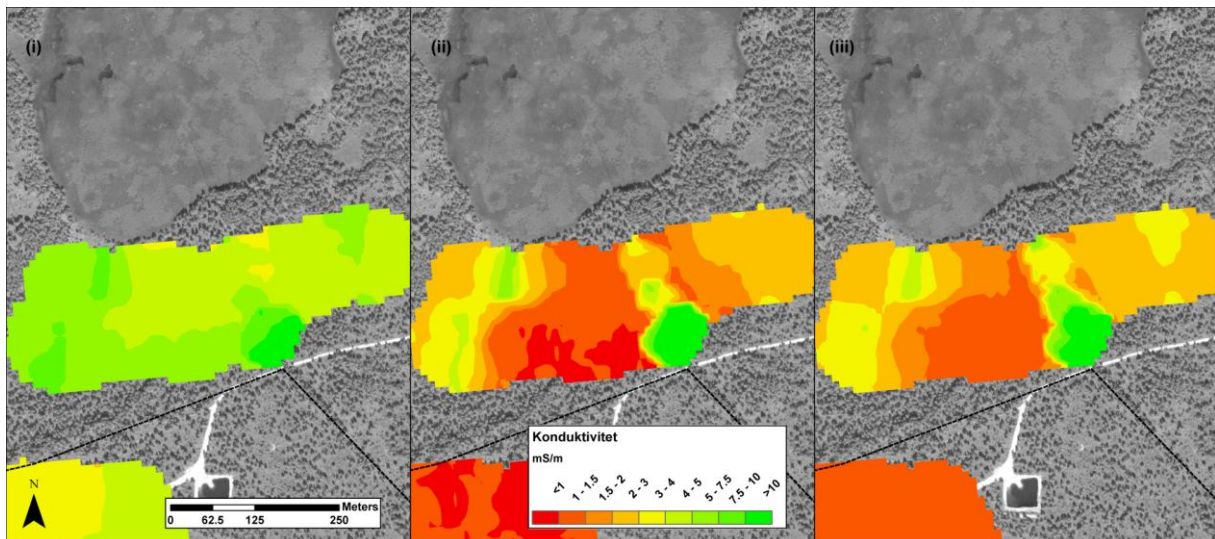 (i)
(ii)
(iii)
N
Meters
0 62.5 125 250
Konduktivitet
mS/m
<1 1 - 1.5 1.5 - 2 2 - 3 3 - 4 4 - 5 5 - 7.5 7.5 - 10 >10